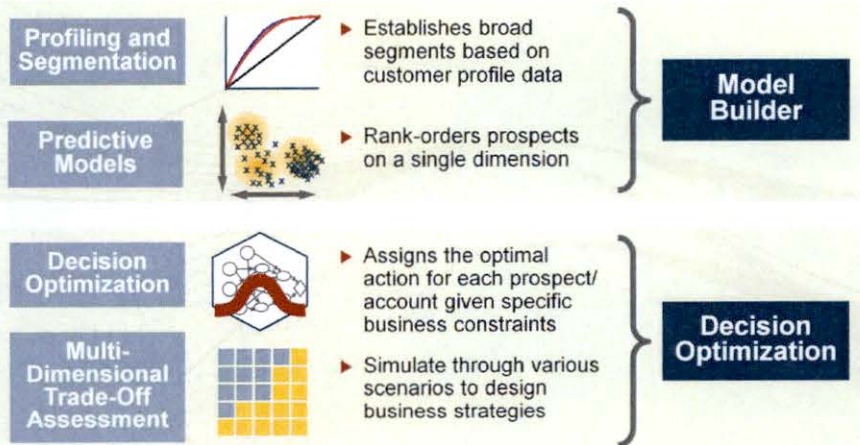 Profiling and
Segmentation
Establishes broad
segments based on
customer profile data
Predictive
Models
Rank-orders prospects
on a single dimension
Model
Builder
Decision
Optimization
Assigns the optimal
action for each prospect/
account given specific
business constraints
Multi-
Dimensional
Trade-Off
Assessment
Simulate through various
scenarios to design
business strategies
Decision
Optimization